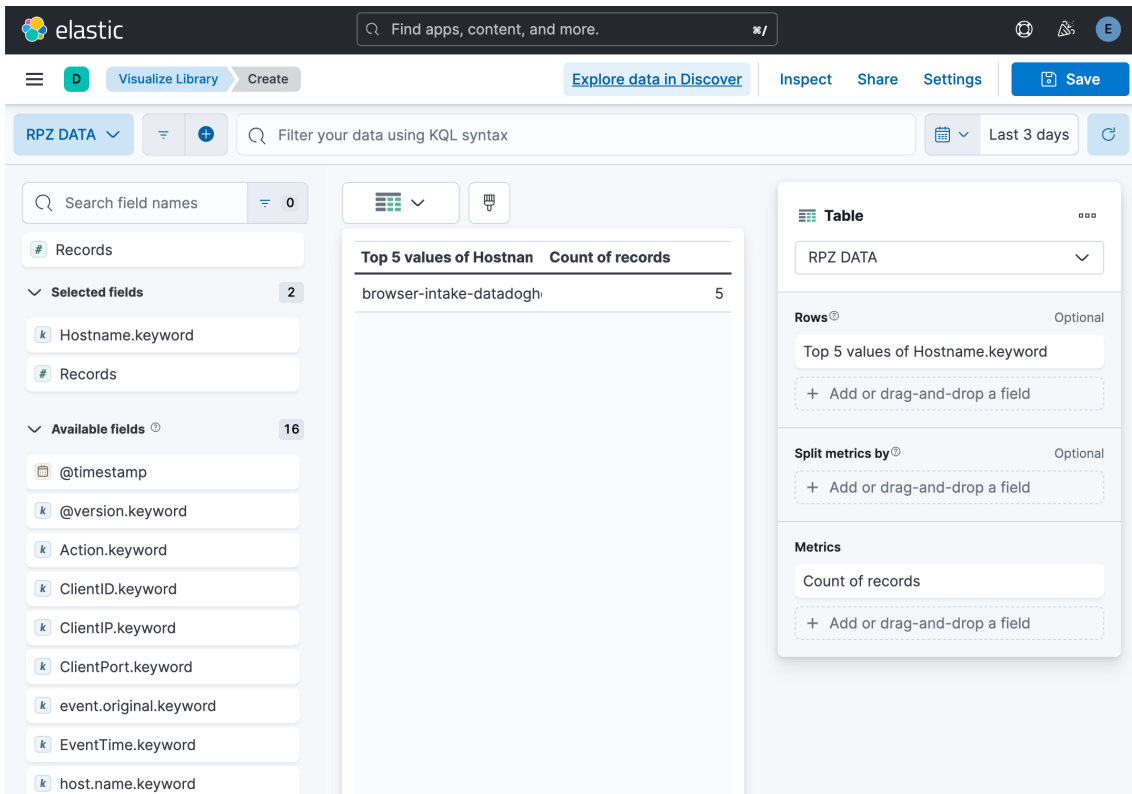 elastic
Find apps, content, and more.
⌘/
E
D
Visualize Library
Create
Explore data in Discover
Inspect
Share
Settings
Save
RPZ DATA
Filter your data using KQL syntax
Last 3 days
Search field names
0
# Records
Selected fields
2
k Hostname.keyword
# Records
Available fields
16
@timestamp
k @version.keyword
k Action.keyword
k ClientID.keyword
k ClientIP.keyword
k ClientPort.keyword
k event.original.keyword
k EventTime.keyword
k host.name.keyword
Top 5 values of Hostnan
Count of records
browser-intake-datadogh
5
Table
RPZ DATA
Rows
Optional
Top 5 values of Hostname.keyword
+ Add or drag-and-drop a field
Split metrics by
Optional
+ Add or drag-and-drop a field
Metrics
Count of records
+ Add or drag-and-drop a field